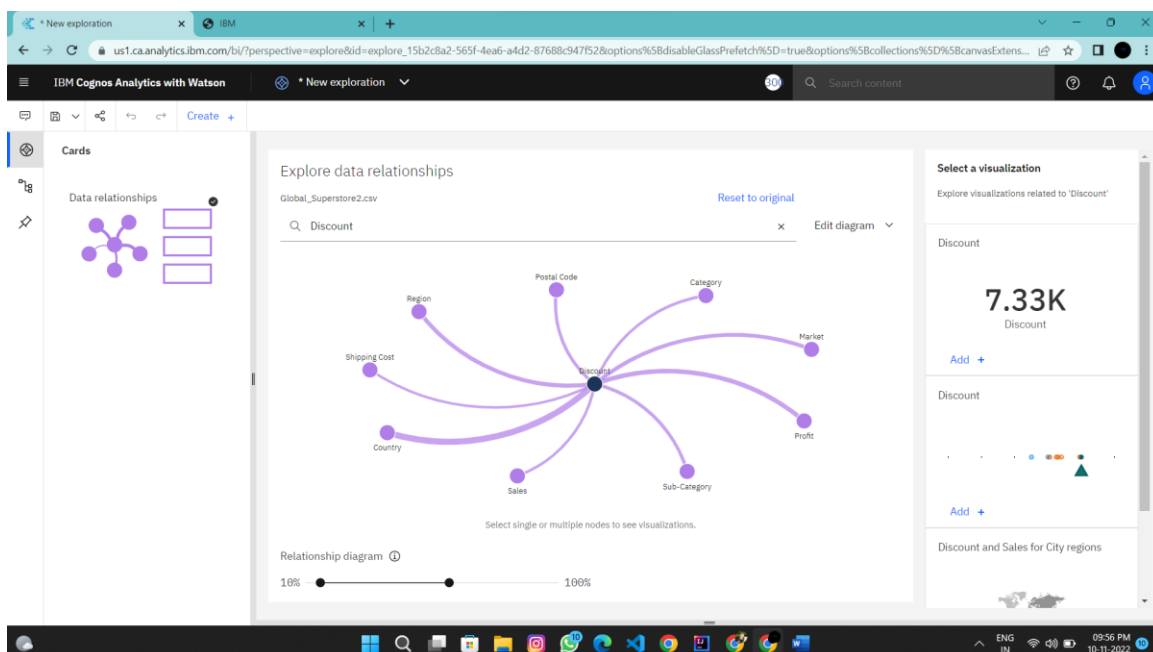 * New exploration
IBM
us1.ca.analytics.ibm.com/bi/?perspective=explore&id=explore_15b2c8a2-565f-4ea6-a4d2-87688c947f52&options%5BdisableGlassPrefetch%5D=true&options%5Bcollections%5D%5BcanvasExtens...
IBM Cognos Analytics with Watson
* New exploration
Search content
Create +
Cards
Data relationships
Explore data relationships
Global_Superstore2.csv
Reset to original
Discount
Edit diagram
Postal Code
Category
Region
Market
Shipping Cost
Discount
Profit
Country
Sub-Category
Sales
Select single or multiple nodes to see visualizations.
Relationship diagram
10%
100%
Select a visualization
Explore visualizations related to 'Discount'
Discount
7.33K
Discount
Add +
Discount
Add +
Discount and Sales for City regions
10
ENG
IN
09:56 PM
10-11-2022
10